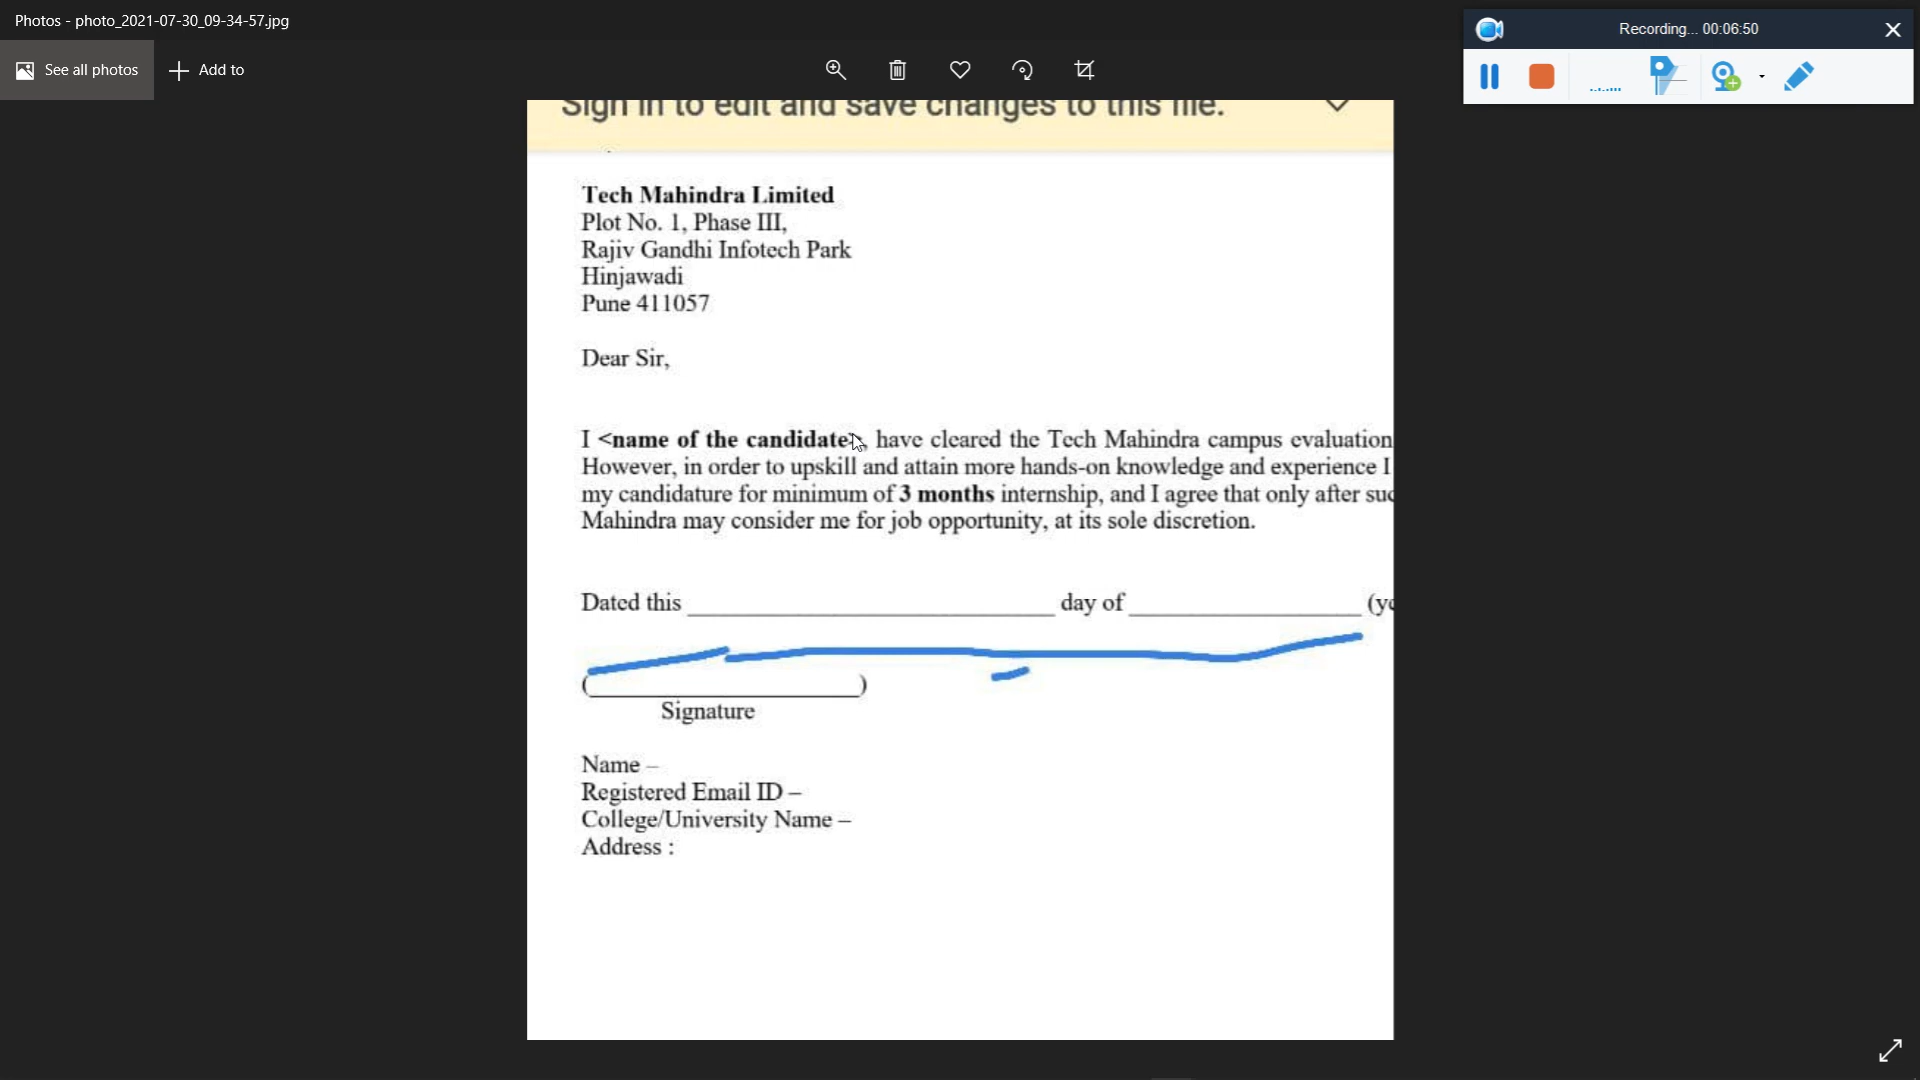 Photos - photo_2021-07-30_09-34-57.jpg
Recording... 00:06:50
See all photos
Add to
Sign in to edit and save changes to this file.
Tech Mahindra Limited
Plot No. 1, Phase III,
Rajiv Gandhi Infotech Park
Hinjawadi
Pune 411057
Dear Sir,
I <name of the candidate>, have cleared the Tech Mahindra campus evaluation
However, in order to upskill and attain more hands-on knowledge and experience I
my candidature for minimum of 3 months internship, and I agree that only after suc
Mahindra may consider me for job opportunity, at its sole discretion.
Dated this ______________________________ day of ___________________ (ye
(______________________)
Signature
Name –
Registered Email ID –
College/University Name –
Address :